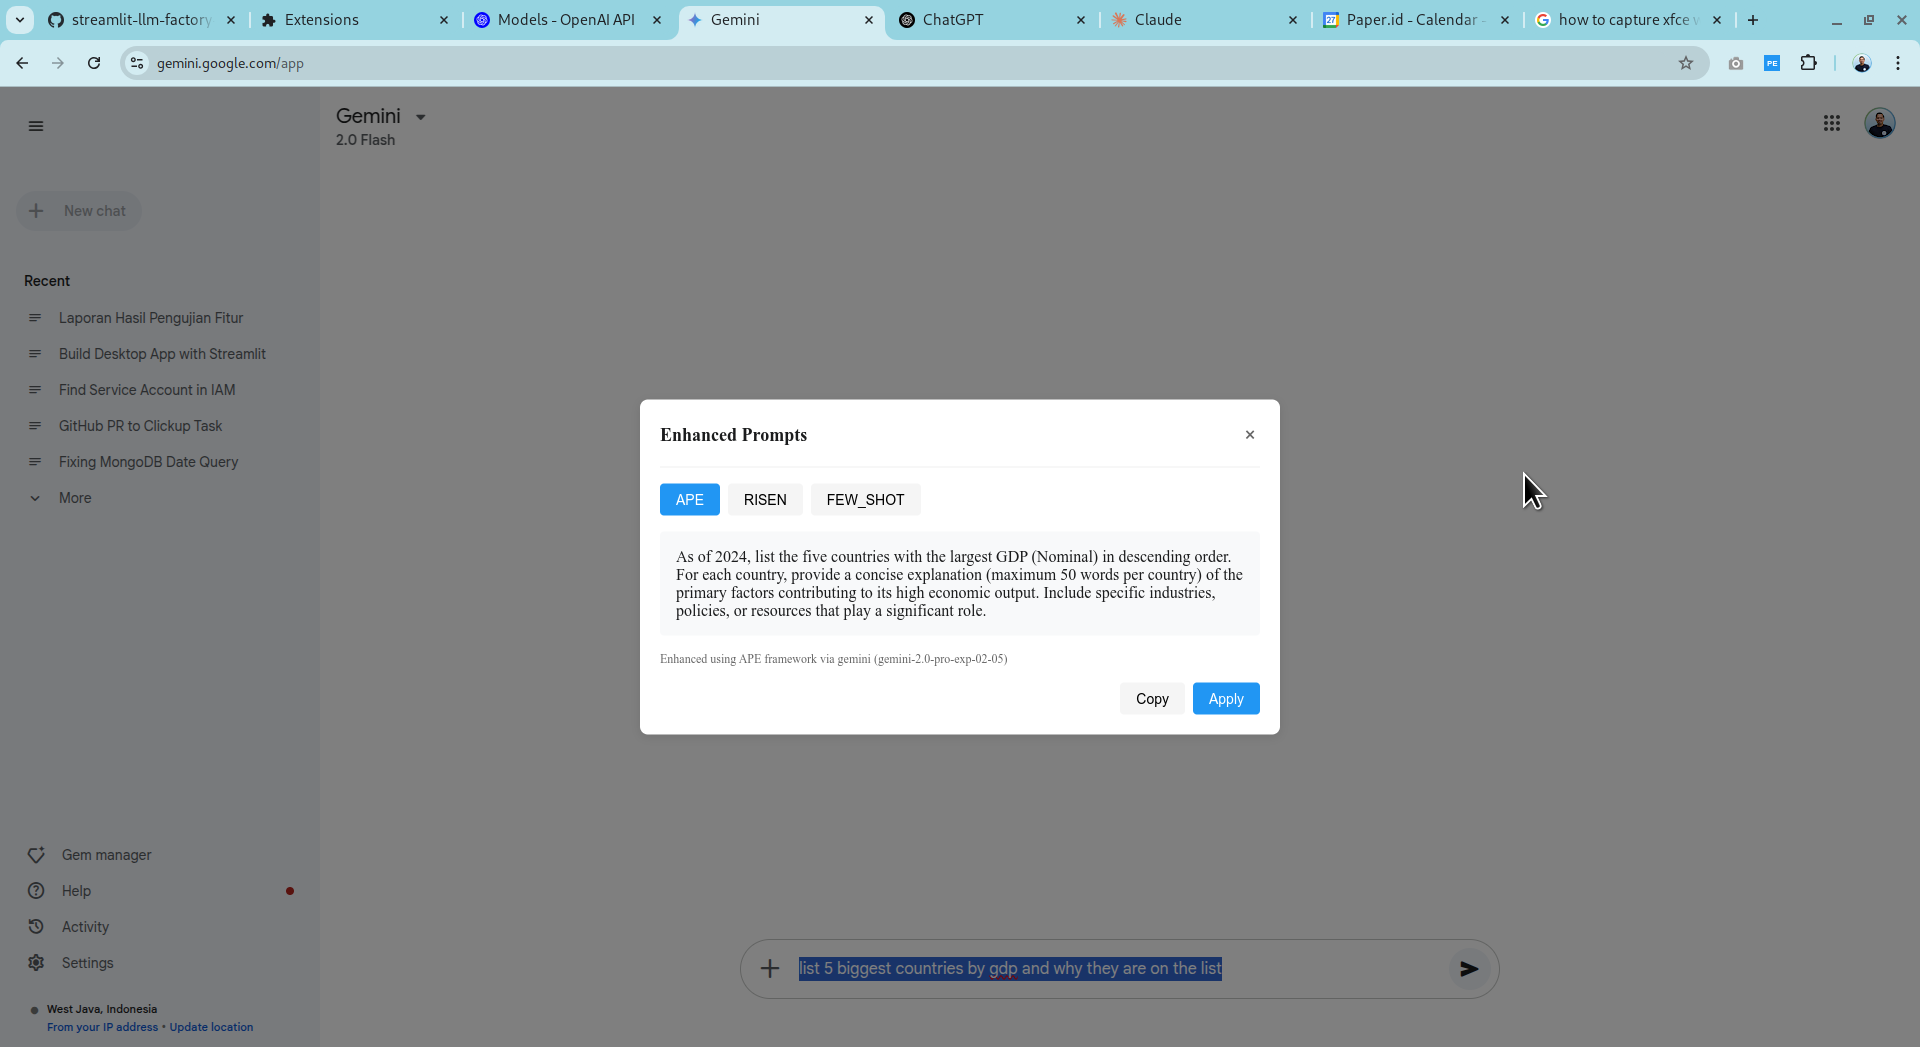 streamlit-llm-factory
Extensions
Models - OpenAI API
Gemini
ChatGPT
Claude
27
Paper.id - Calendar -
how to capture xfce w
gemini.google.com/app
PE
Gemini
2.0 Flash
New chat
Recent
Laporan Hasil Pengujian Fitur
Build Desktop App with Streamlit
Find Service Account in IAM
GitHub PR to Clickup Task
Fixing MongoDB Date Query
More
Enhanced Prompts
APE
RISEN
FEW_SHOT
As of 2024, list the five countries with the largest GDP (Nominal) in descending order.
For each country, provide a concise explanation (maximum 50 words per country) of the
primary factors contributing to its high economic output. Include specific industries,
policies, or resources that play a significant role.
Enhanced using APE framework via gemini (gemini-2.0-pro-exp-02-05)
Copy
Apply
Gem manager
Help
Activity
Settings
list 5 biggest countries by gdp and why they are on the list
West Java, Indonesia
From your IP address • Update location